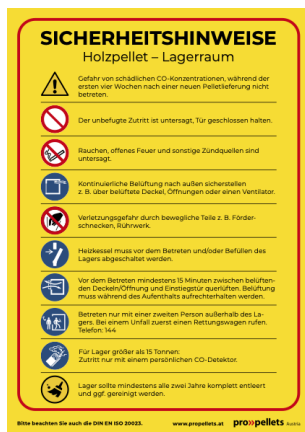 SICHERHEITSHINWEISE
Holzpellet – Lagerraum
Gefahr von schädlichen CO-Konzentrationen, während der
ersten vier Wochen nach einer neuen Pelletlieferung nicht
betreten.
Der unbefugte Zutritt ist untersagt, Tür geschlossen halten.
Rauchen, offenes Feuer und sonstige Zündquellen sind
untersagt.
Kontinuierliche Belüftung nach außen sicherstellen
z. B. über belüftete Deckel, Öffnungen oder einen Ventilator.
Verletzungsgefahr durch bewegliche Teile z. B. Förder-
schnecken, Rührwerk.
Heizkessel muss vor dem Betreten und/oder Befüllen des
Lagers abgeschaltet werden.
Vor dem Betreten mindestens 15 Minuten zwischen belüften-
den Deckeln/Öffnung und Einstiegstür querlüften. Belüftung
muss während des Aufenthalts aufrechterhalten werden.
Betreten nur mit einer zweiten Person außerhalb des La-
gers. Bei einem Unfall zuerst einen Rettungswagen rufen.
Telefon: 144
Für Lager größer als 15 Tonnen:
Zutritt nur mit einem persönlichen CO-Detektor.
Lager sollte mindestens alle zwei Jahre komplett entleert
und ggf. gereinigt werden.
Bitte beachten Sie auch die DIN EN ISO 20023. www.propellets.at pro»pellets Austria